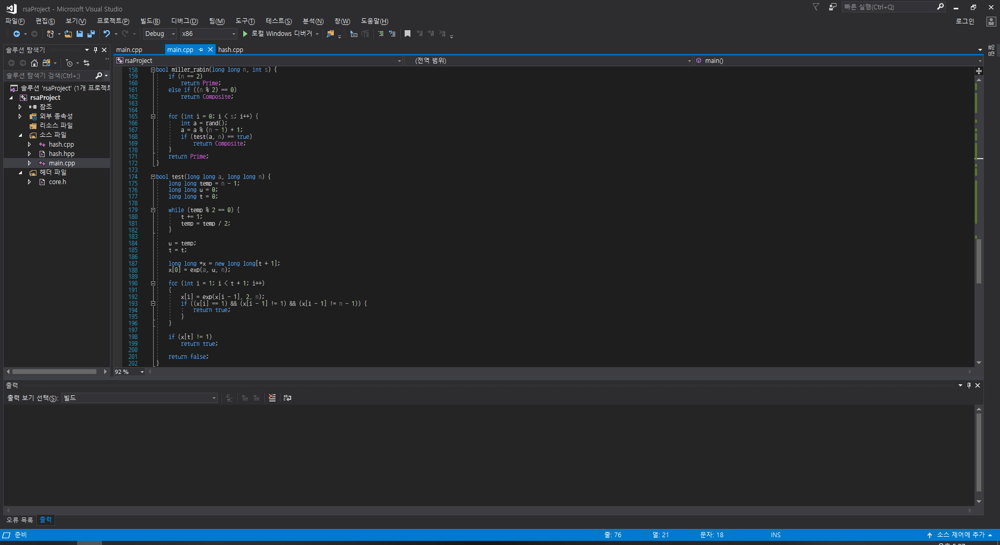 rsaProject - Microsoft Visual Studio
빠른 실행(Ctrl+Q)
파일(F) 편집(E) 보기(V) 프로젝트(P) 빌드(B) 디버그(D) 팀(M) 도구(T) 테스트(S) 분석(N) 창(W) 도움말(H)
로그인
Debug x86 로컬 Windows 디버거
솔루션 탐색기
솔루션 탐색기 검색(Ctrl+;)
솔루션 'rsaProject' (1개 프로젝트
rsaProject
참조
외부 종속성
리소스 파일
소스 파일
hash.cpp
hash.hpp
main.cpp
헤더 파일
core.h
main.cpp main.cpp hash.cpp
rsaProject (전역 범위) main()
158 bool miller_rabin(long long n, int s) {
159 if (n == 2)
160 return Prime;
161 else if ((n % 2) == 0)
162 return Composite;
163
164
165 for (int i = 0; i < s; i++) {
166 int a = rand();
167 a = a % (n - 1) + 1;
168 if (test(a, n) == true)
169 return Composite;
170 }
171 return Prime;
172 }
173
174 bool test(long long a, long long n) {
175 long long temp = n - 1;
176 long long u = 0;
177 long long t = 0;
178
179 while (temp % 2 == 0) {
180 t += 1;
181 temp = temp / 2;
182 }
183
184 u = temp;
185 t = t;
186
187 long long *x = new long long[t + 1];
188 x[0] = exp(a, u, n);
189
190 for (int i = 1; i < t + 1; i++)
191 {
192 x[i] = exp(x[i - 1], 2, n);
193 if ((x[i] == 1) && (x[i - 1] != 1) && (x[i - 1] != n - 1)) {
194 return true;
195 }
196 }
197
198 if (x[t] != 1)
199 return true;
200
201 return false;
202 }
92 %
출력
출력 보기 선택(S): 빌드
오류 목록 출력
준비
줄: 76 열: 21 문자: 18 INS
소스 제어에 추가